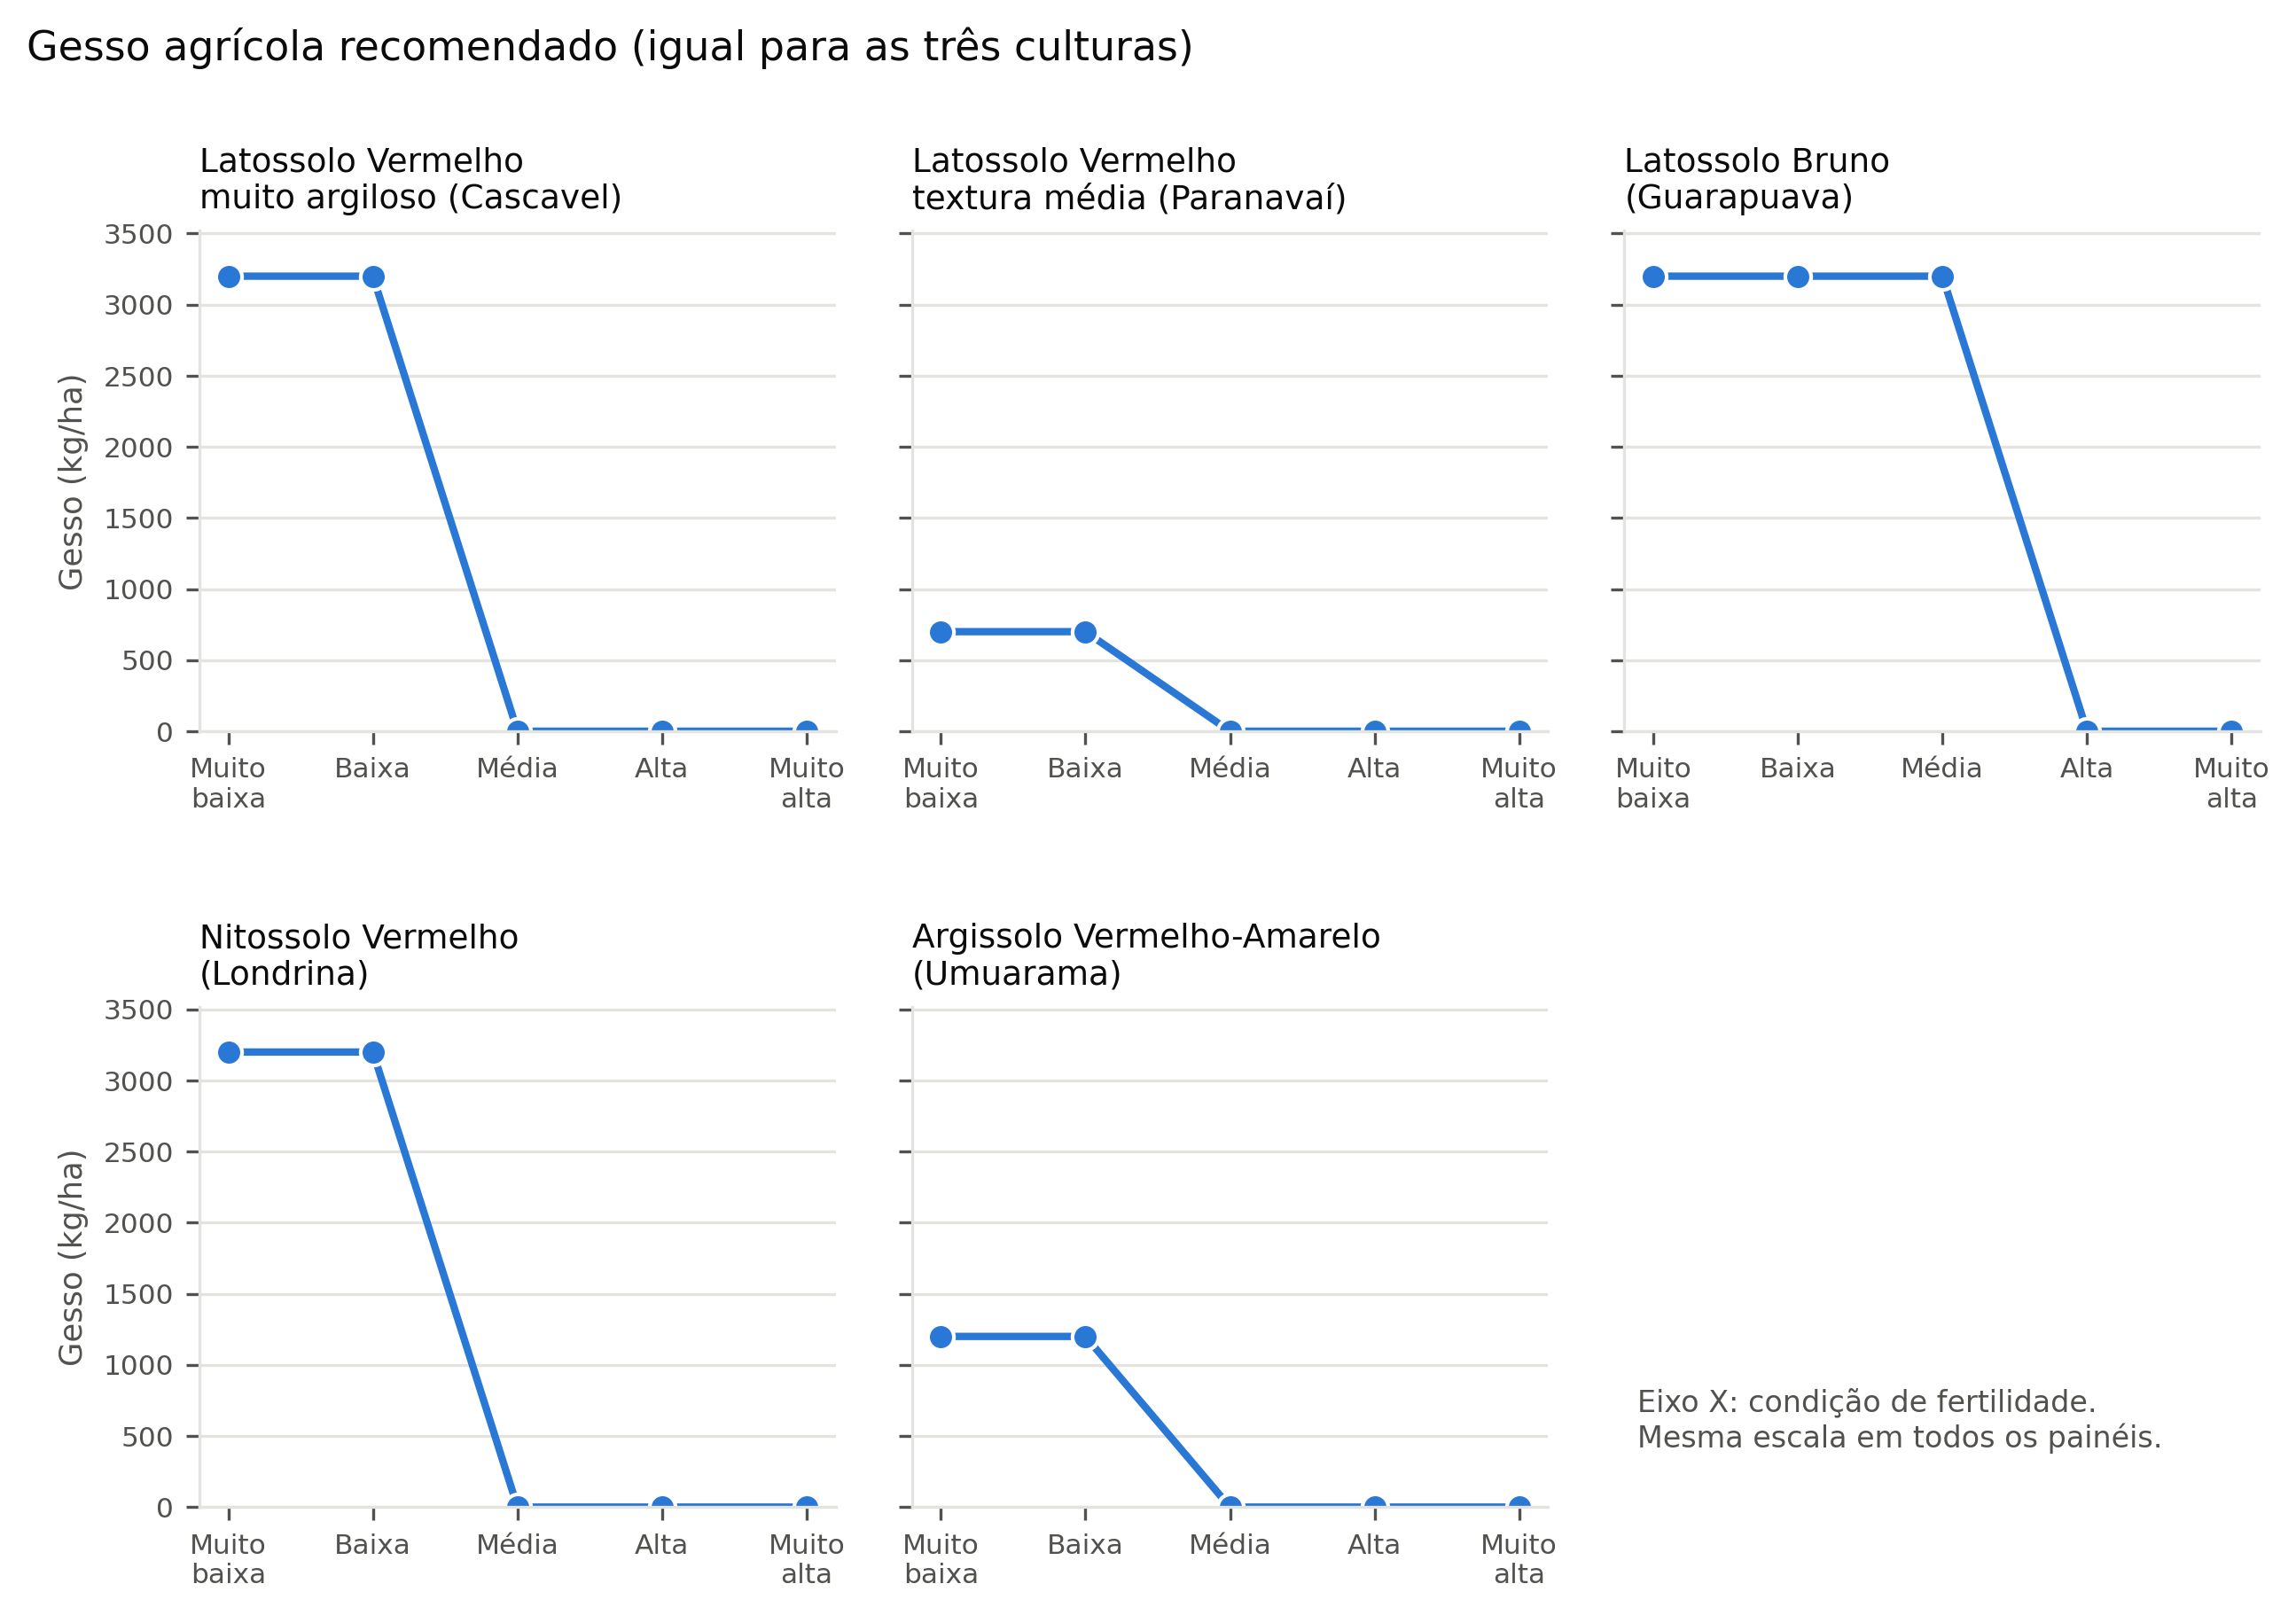 Gesso agrícola recomendado (igual para as três culturas)
Latossolo Vermelho
muito argiloso (Cascavel)
Gesso (kg/ha)
3500
3000
2500
2000
1500
1000
500
0
Muito
baixa
Baixa
Média
Alta
Muito
alta
Latossolo Vermelho
textura média (Paranavaí)
Muito
baixa
Baixa
Média
Alta
Muito
alta
Latossolo Bruno
(Guarapuava)
Muito
baixa
Baixa
Média
Alta
Muito
alta
Nitossolo Vermelho
(Londrina)
Gesso (kg/ha)
3500
3000
2500
2000
1500
1000
500
0
Muito
baixa
Baixa
Média
Alta
Muito
alta
Argissolo Vermelho-Amarelo
(Umuarama)
Muito
baixa
Baixa
Média
Alta
Muito
alta
Eixo X: condição de fertilidade.
Mesma escala em todos os painéis.